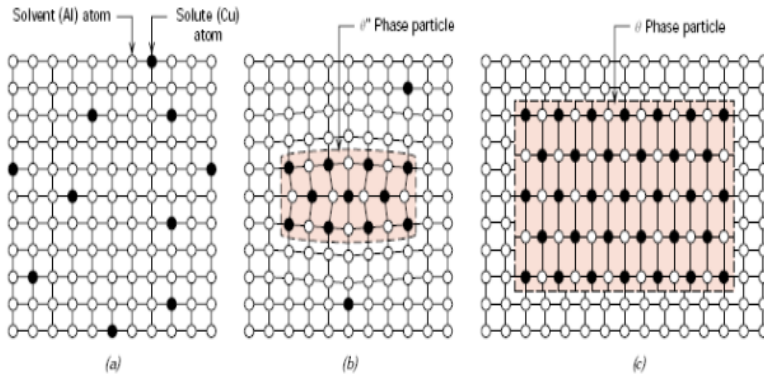 Solvent (Al) atom
Solute (Cu)
atom
θ″ Phase particle
θ Phase particle
(a)
(b)
(c)